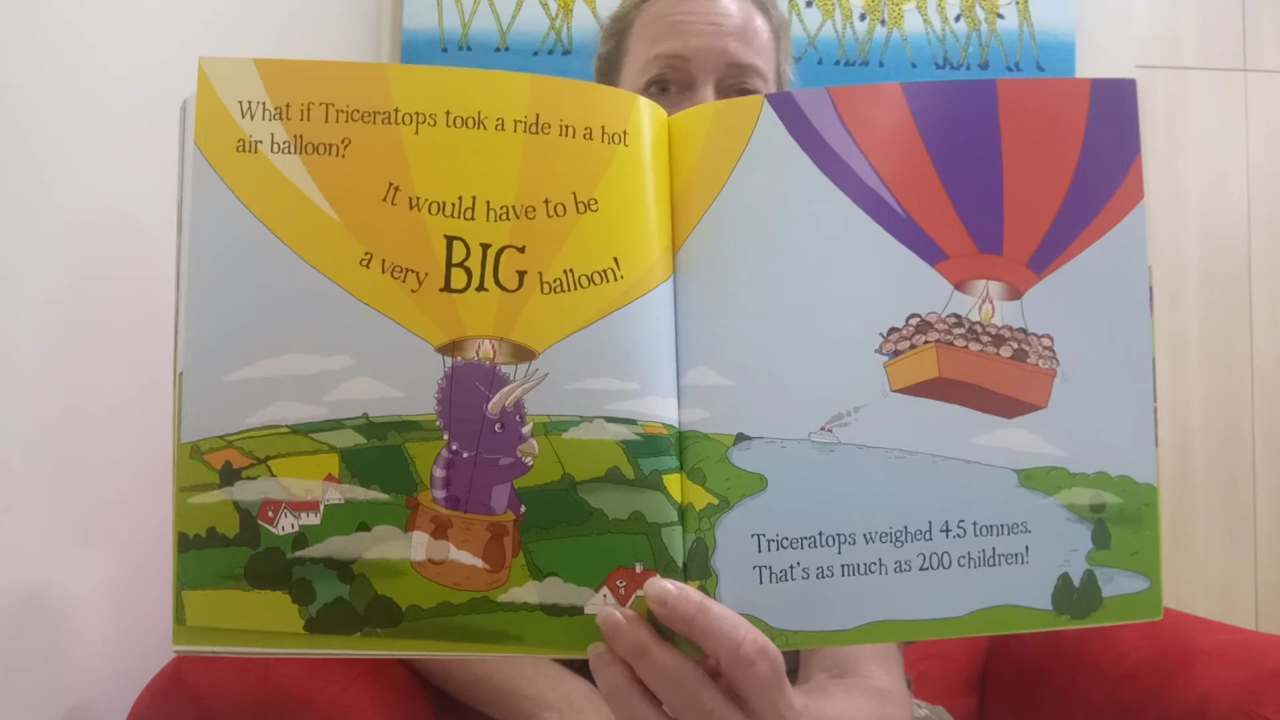 What if Triceratops took a ride in a hot
air balloon?
It would have to be
a very BIG balloon!
Triceratops weighed 4.5 tonnes.
That's as much as 200 children!